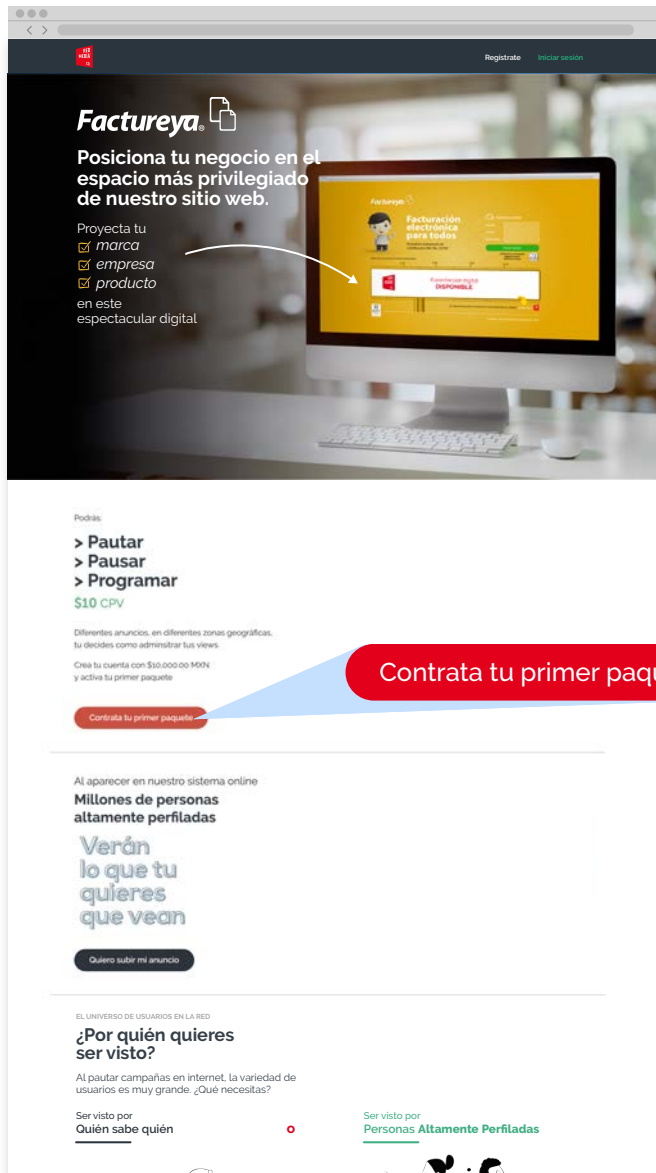 RED
MEDIA
Regístrate
Iniciar sesión
Factureya®
Posiciona tu negocio en el
espacio más privilegiado
de nuestro sitio web.
Proyecta tu
marca
empresa
producto
en este
espectacular digital
Factureya
Facturación
electrónica
para todos
Espectacular digital
DISPONIBLE
Podrás:
> Pautar
> Pausar
> Programar
$10 CPV
Diferentes anuncios, en diferentes zonas geográficas,
tu decides como adminsitrar tus views.
Crea tu cuenta con $10,000.00 MXN
y activa tu primer paquete
Contrata tu primer paquete
Contrata tu primer paqu
Al aparecer en nuestro sistema online
Millones de personas
altamente perfiladas
Verán
lo que tu
quieres
que vean
Quiero subir mi anuncio
EL UNIVERSO DE USUARIOS EN LA RED
¿Por quién quieres
ser visto?
Al pautar campañas en internet, la variedad de
usuarios es muy grande. ¿Qué necesitas?
Ser visto por
Quién sabe quién
o
Ser visto por
Personas Altamente Perfiladas